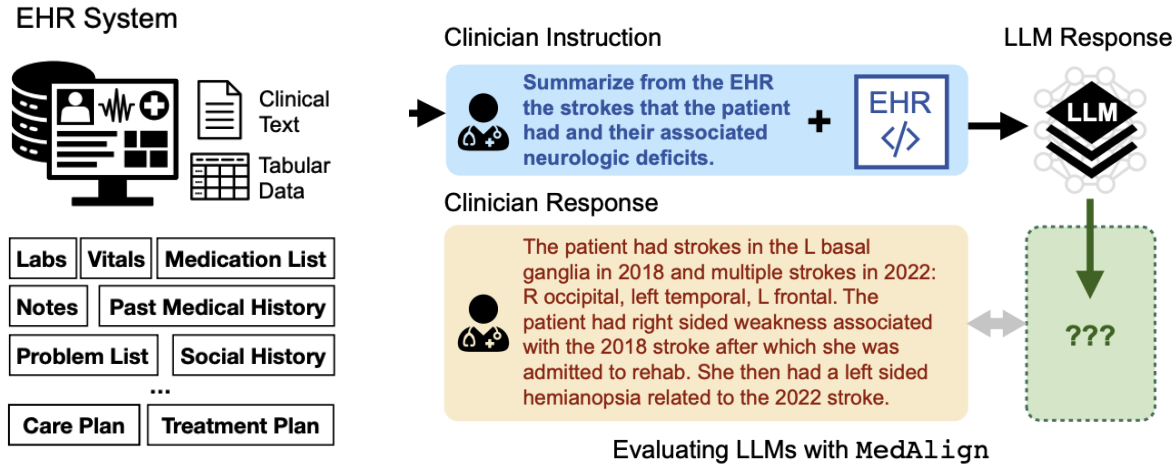 EHR System
Clinical
Text
Tabular
Data
Labs
Vitals
Medication List
Notes
Past Medical History
Problem List
Social History
...
Care Plan
Treatment Plan
Clinician Instruction
Summarize from the EHR
the strokes that the patient
had and their associated
neurologic deficits.
+
EHR
</>
Clinician Response
The patient had strokes in the L basal
ganglia in 2018 and multiple strokes in 2022:
R occipital, left temporal, L frontal. The
patient had right sided weakness associated
with the 2018 stroke after which she was
admitted to rehab. She then had a left sided
hemianopsia related to the 2022 stroke.
LLM Response
LLM
???
Evaluating LLMs with MedAlign